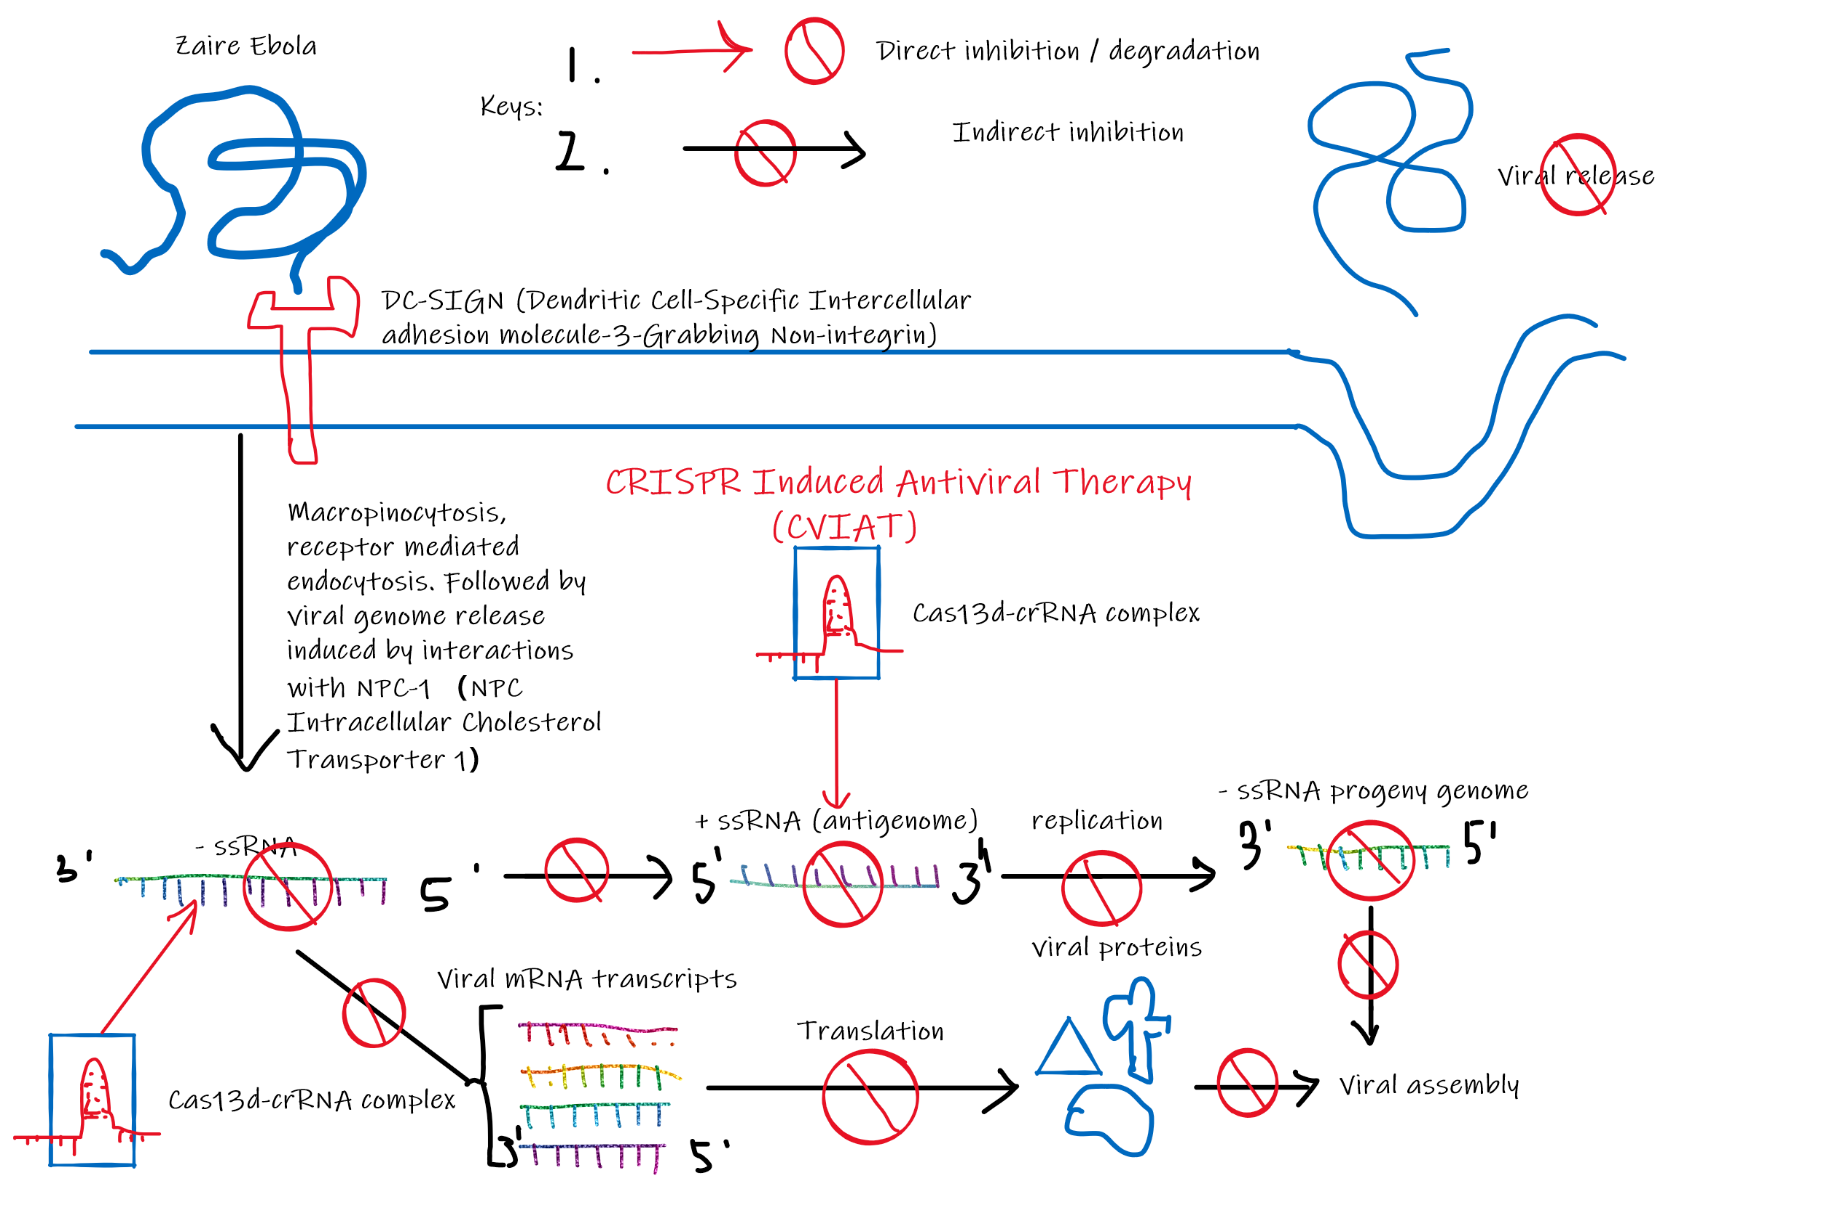 Zaire Ebola
Keys:
1.
Direct inhibition / degradation
2.
Indirect inhibition
Viral release
DC-SIGN (Dendritic Cell-Specific Intercellular
adhesion molecule-3-Grabbing Non-integrin)
CRISPR Induced Antiviral Therapy
(CVIAT)
Cas13d-crRNA complex
Macropinocytosis,
receptor mediated
endocytosis. Followed by
viral genome release
induced by interactions
with NPC-1 (NPC
Intracellular Cholesterol
Transporter 1)
- ssRNA
3' 5'
+ ssRNA (antigenome)
5' 3'
replication
- ssRNA progeny genome
3' 5'
Viral mRNA transcripts
3' 5'
Translation
viral proteins
Viral assembly
Cas13d-crRNA complex